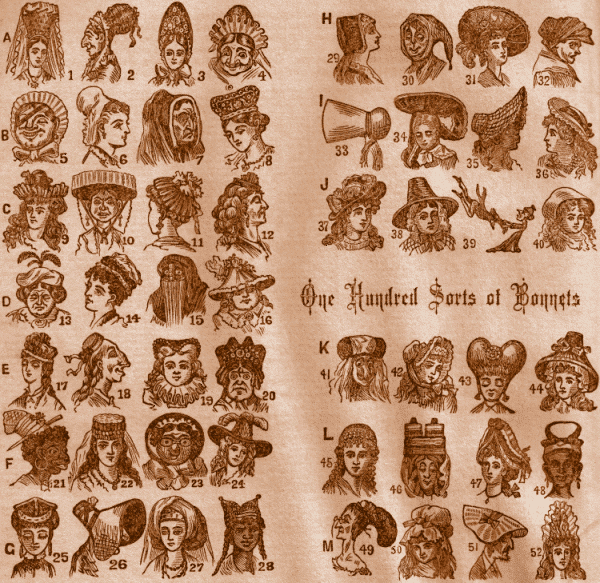 A 1 2 3 4
B 5 6 7 8
C 9 10 11 12
D 13 14 15 16
E 17 18 19 20
F 21 22 23 24
G 25 26 27 28
H 29 30 31 32
I 33 34 35 36
J 37 38 39 40
One Hundred Sorts of Bonnets
K 41 42 43 44
L 45 46 47 48
M 49 50 51 52